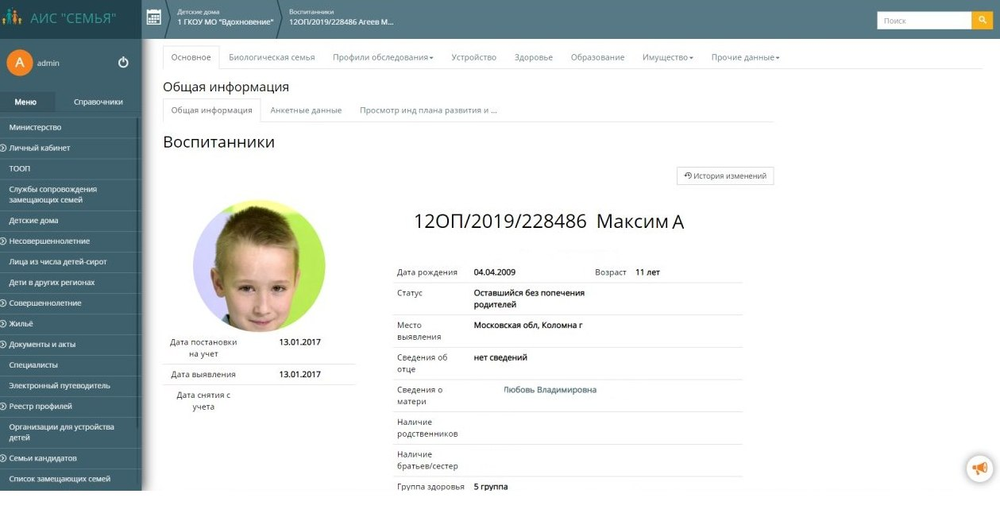 АИС "СЕМЬЯ"
Детские дома
1 ГКОУ МО "Вдохновение"
Воспитанники
12ОП/2019/228486 Агеев М...
Поиск
A
admin
Меню
Справочники
Министерство
Личный кабинет
ТООП
Службы сопровождения
замещающих семей
Детские дома
Несовершеннолетние
Лица из числа детей-сирот
Дети в других регионах
Совершеннолетние
Жильё
Документы и акты
Специалисты
Электронный путеводитель
Реестр профилей
Организации для устройства
детей
Семьи кандидатов
Список замещающих семей
Основное Биологическая семья Профили обследования Устройство Здоровье Образование Имущество Прочие данные
Общая информация
Общая информация Анкетные данные Просмотр инд плана развития и ...
Воспитанники
История изменений
12ОП/2019/228486 Максим А
Дата постановки 13.01.2017
на учет
Дата выявления 13.01.2017
Дата снятия с
учета
Дата рождения 04.04.2009 Возраст 11 лет
Статус Оставшийся без попечения
родителей
Место Московская обл, Коломна г
выявления
Сведения об нет сведений
отце
Сведения о Любовь Владимировна
матери
Наличие
родственников
Наличие
братьев/сестер
Группа здоровья 5 группа